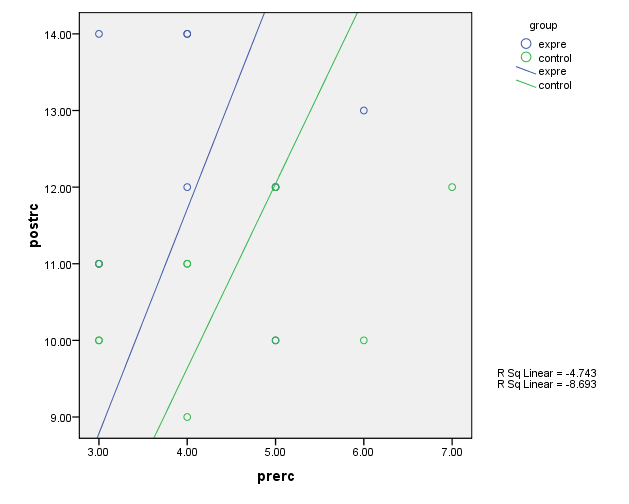 group
expre
control
expre
control
14.00
13.00
12.00
11.00
10.00
9.00
postrc
3.00 4.00 5.00 6.00 7.00
prerc
R Sq Linear = -4.743
R Sq Linear = -8.693